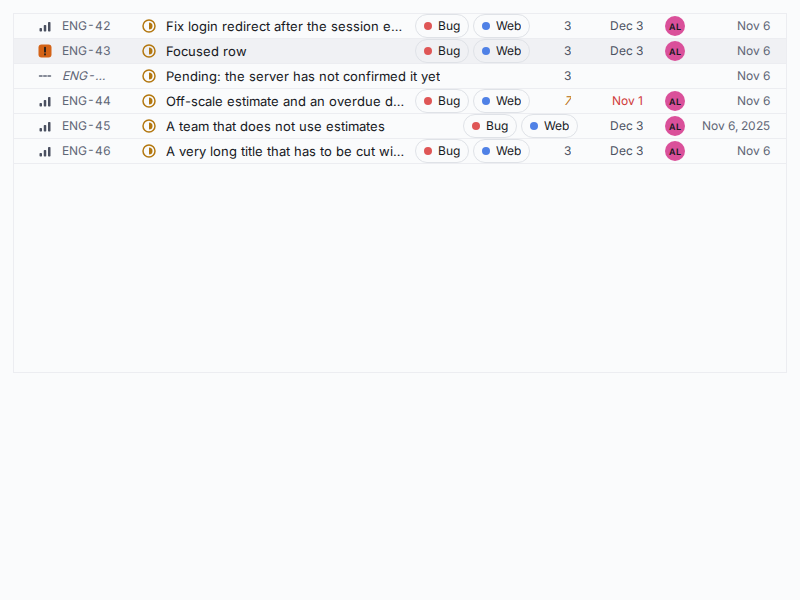 ENG-42 Fix login redirect after the session e... Bug Web 3 Dec 3 AL Nov 6
! ENG-43 Focused row Bug Web 3 Dec 3 AL Nov 6
ENG-... Pending: the server has not confirmed it yet 3 Nov 6
ENG-44 Off-scale estimate and an overdue d... Bug Web 7 Nov 1 AL Nov 6
ENG-45 A team that does not use estimates Bug Web Dec 3 AL Nov 6, 2025
ENG-46 A very long title that has to be cut wi... Bug Web 3 Dec 3 AL Nov 6